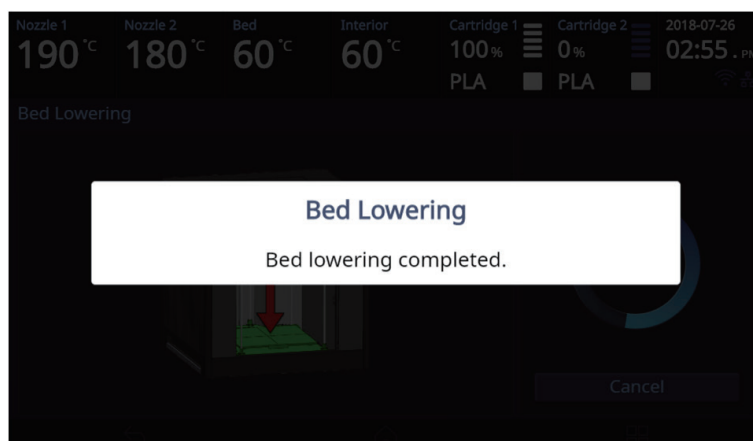 Nozzle 1 Nozzle 2 Bed Interior Cartridge 1 Cartridge 2 2018-07-26
190 °C 180 °C 60 °C 60 °C 100 % 0 % 02:55 . PM
PLA PLA
Bed Lowering
Bed Lowering
Bed lowering completed.
Cancel